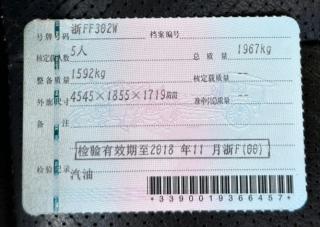 号牌号码 浙FF362W 档案编号
核定载人数 5人 总质量 1967kg
整备质量 1592kg 核定载质量 --
外廓尺寸 4545×1855×1719mm 准牵引总质量 --
备注
检验有效期至2018年11月浙F(00)
检验记录
汽油
*3390019366457*